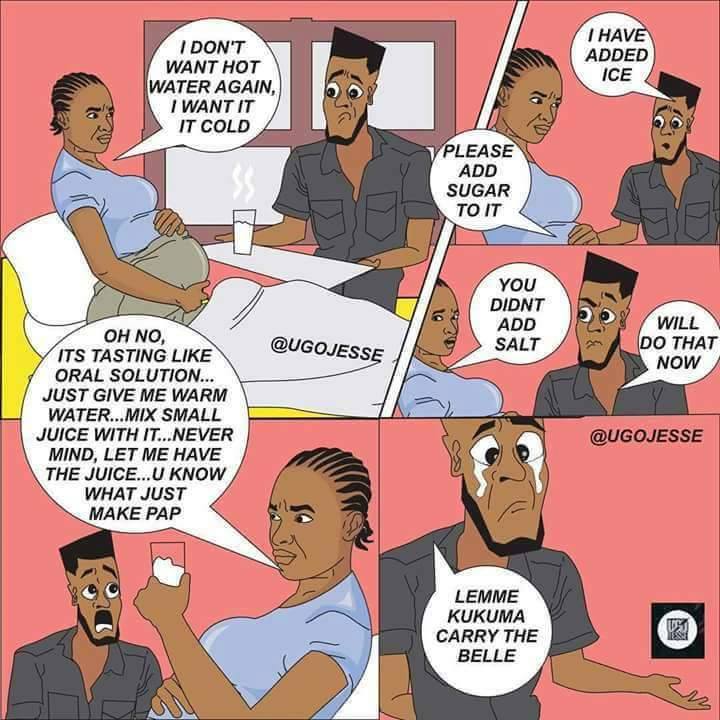 I DON'T
WANT HOT
WATER AGAIN,
I WANT IT
IT COLD
I HAVE
ADDED
ICE
PLEASE
ADD
SUGAR
TO IT
YOU
DIDNT
ADD
SALT
WILL
DO THAT
NOW
@UGOJESSE
OH NO,
ITS TASTING LIKE
ORAL SOLUTION...
JUST GIVE ME WARM
WATER...MIX SMALL
JUICE WITH IT...NEVER
MIND, LET ME HAVE
THE JUICE...U KNOW
WHAT JUST
MAKE PAP
@UGOJESSE
LEMME
KUKUMA
CARRY THE
BELLE